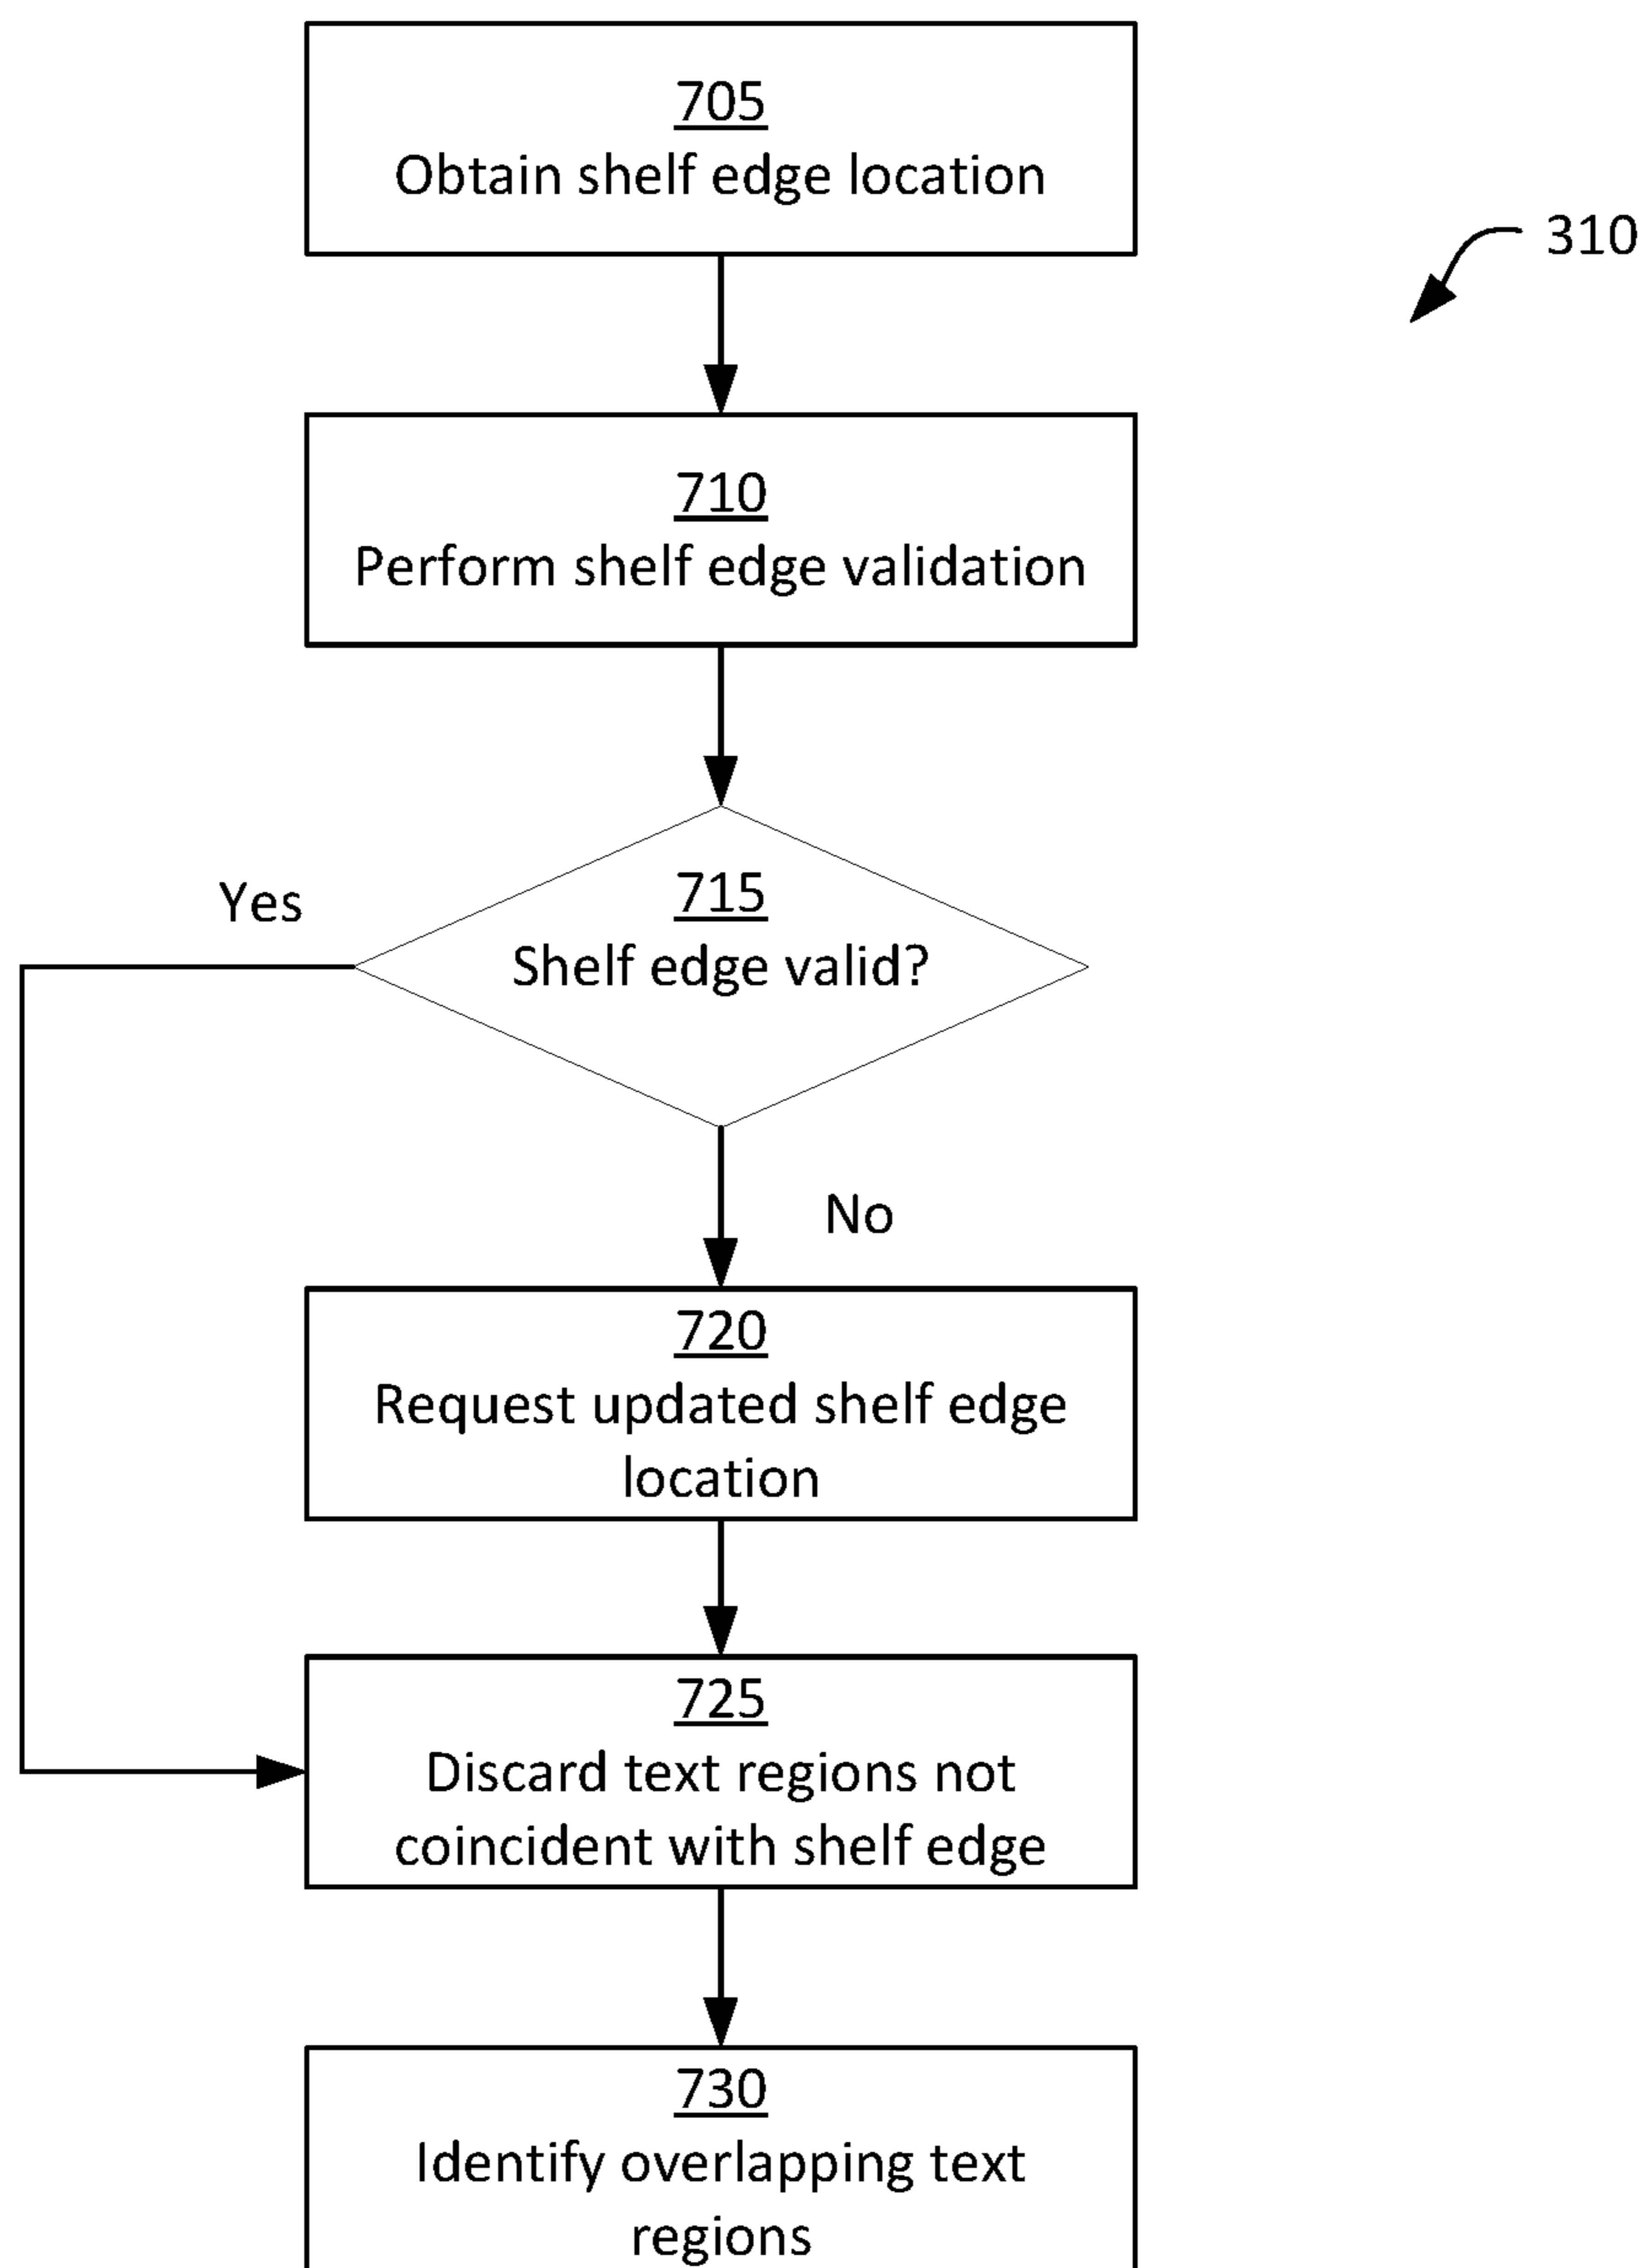 705
Obtain shelf edge location
310
710
Perform shelf edge validation
Yes
715
Shelf edge valid?
No
720
Request updated shelf edge
location
725
Discard text regions not
coincident with shelf edge
730
Identify overlapping text
regions